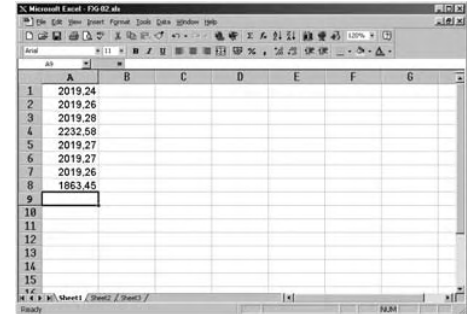 Microsoft Excel - FIG 02.xls
File Edit View Insert Format Tools Data Window Help
120%
Arial 11 B I U
A9 =
A B C D E F G
1 2019,24
2 2019,26
3 2019,28
4 2232,58
5 2019,27
6 2019,27
7 2019,26
8 1863,45
9
10
11
12
13
14
15
Sheet1 / Sheet2 / Sheet3 /
Ready NUM